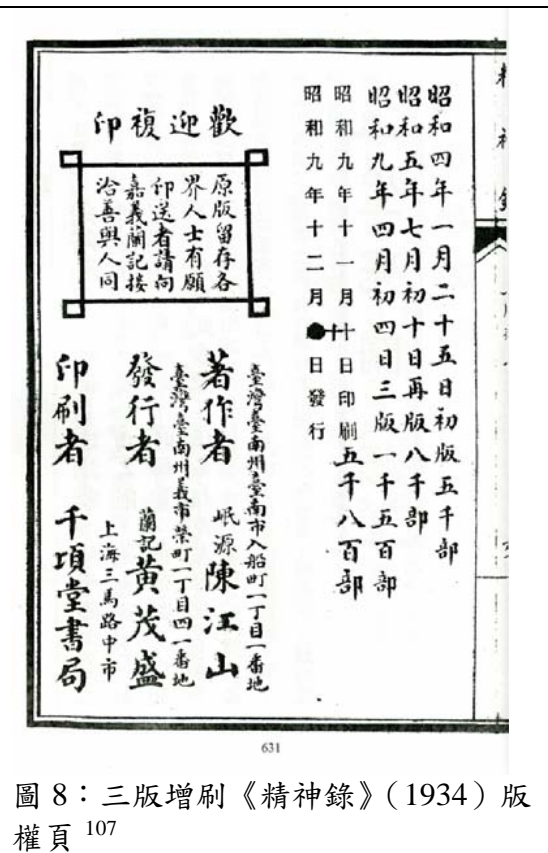 精神錄
昭和四年一月二十五日初版五千部
昭和五年七月初十日再版八千部
昭和九年四月初四日三版一千五百部
昭和九年十一月十日印刷五千八百部
昭和九年十二月十日發行
歡迎複印
原版留存各
界人士有願
印送者請向
嘉義蘭記接
洽善與人同
臺灣臺南州臺南市入船町一丁目一番地
著作者 岷源陳江山
臺灣臺南州義市榮町一丁目四一番地
發行者 蘭記黃茂盛
上海三馬路中市
印刷者 千頃堂書局
631
圖 8：三版增刷《精神錄》（1934）版
權頁 107